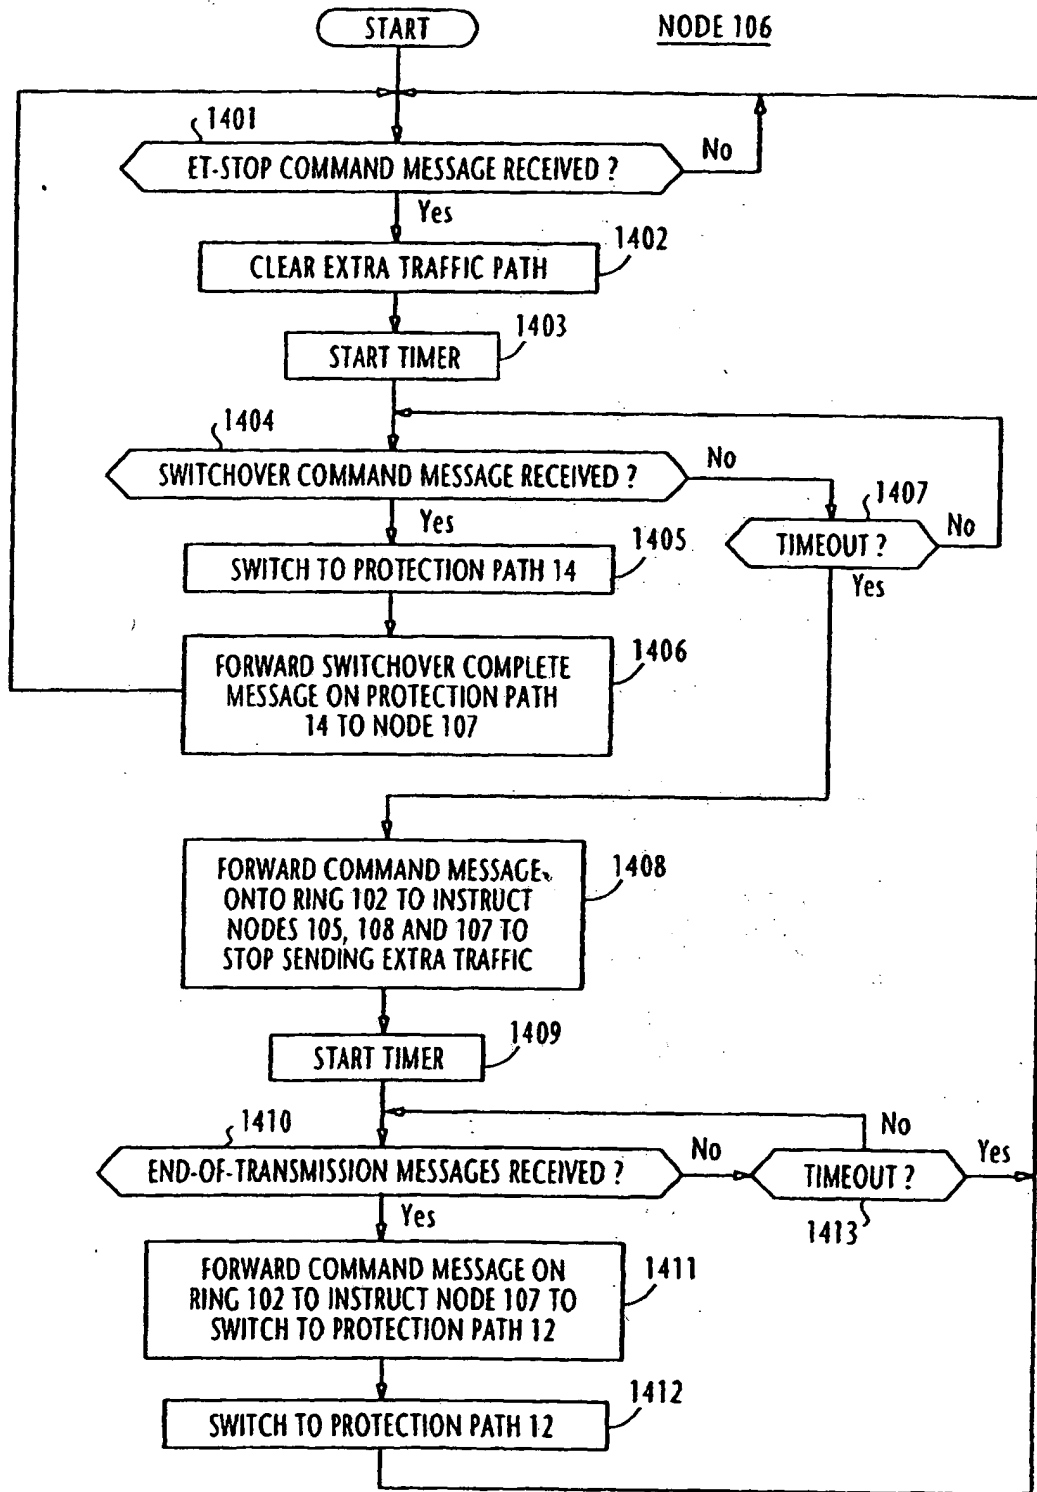 START
NODE 106
1401
ET-STOP COMMAND MESSAGE RECEIVED ?
No
Yes
1402
CLEAR EXTRA TRAFFIC PATH
1403
START TIMER
1404
SWITCHOVER COMMAND MESSAGE RECEIVED ?
No
1407
TIMEOUT ?
No
Yes
Yes
1405
SWITCH TO PROTECTION PATH 14
1406
FORWARD SWITCHOVER COMPLETE
MESSAGE ON PROTECTION PATH
14 TO NODE 107
1408
FORWARD COMMAND MESSAGE
ONTO RING 102 TO INSTRUCT
NODES 105, 108 AND 107 TO
STOP SENDING EXTRA TRAFFIC
1409
START TIMER
1410
END-OF-TRANSMISSION MESSAGES RECEIVED ?
No
No
TIMEOUT ?
Yes
1413
Yes
1411
FORWARD COMMAND MESSAGE ON
RING 102 TO INSTRUCT NODE 107 TO
SWITCH TO PROTECTION PATH 12
1412
SWITCH TO PROTECTION PATH 12